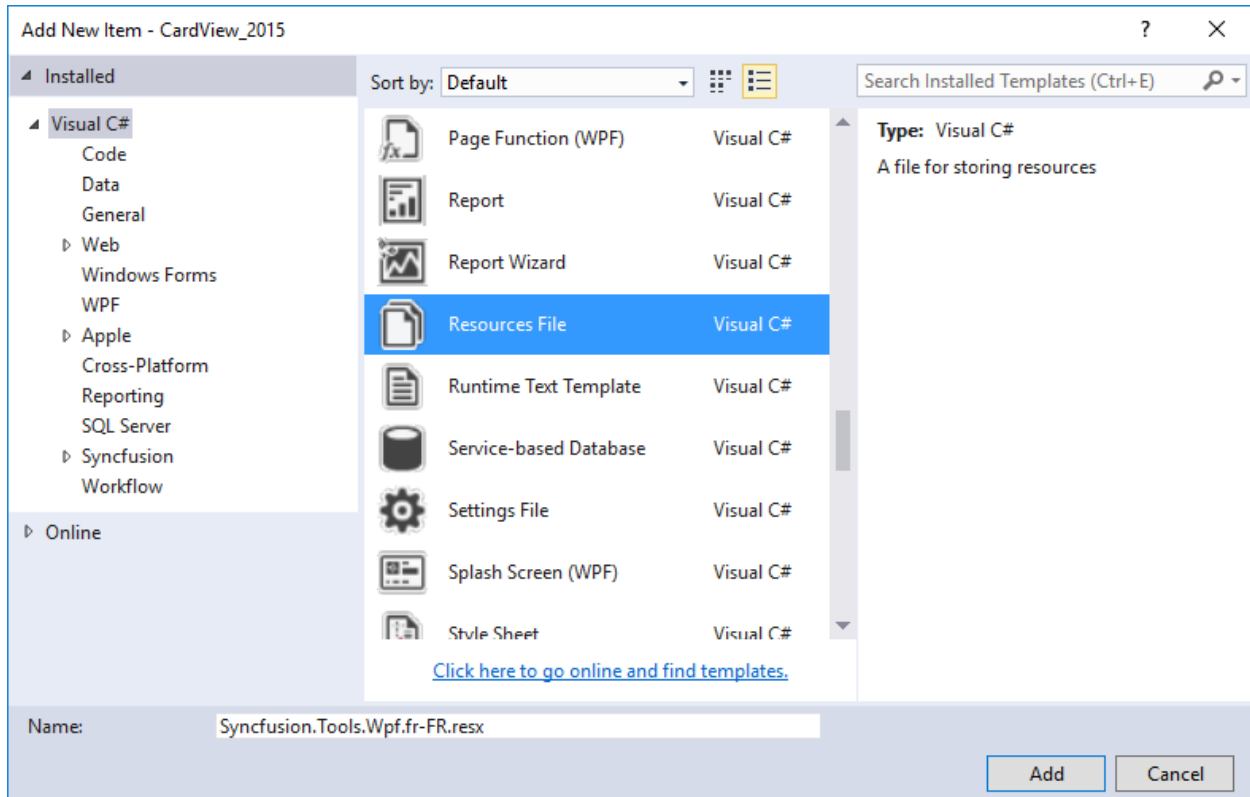 Add New Item - CardView_2015
?
Installed
Sort by: Default
Search Installed Templates (Ctrl+E)
Visual C#
Code
Data
General
Web
Windows Forms
WPF
Apple
Cross-Platform
Reporting
SQL Server
Syncfusion
Workflow
Online
fx
Page Function (WPF) Visual C#
Report Visual C#
Report Wizard Visual C#
Resources File Visual C#
Runtime Text Template Visual C#
Service-based Database Visual C#
Settings File Visual C#
Splash Screen (WPF) Visual C#
Style Sheet Visual C#
Click here to go online and find templates.
Type: Visual C#
A file for storing resources
Name: Syncfusion.Tools.Wpf.fr-FR.resx
Add Cancel